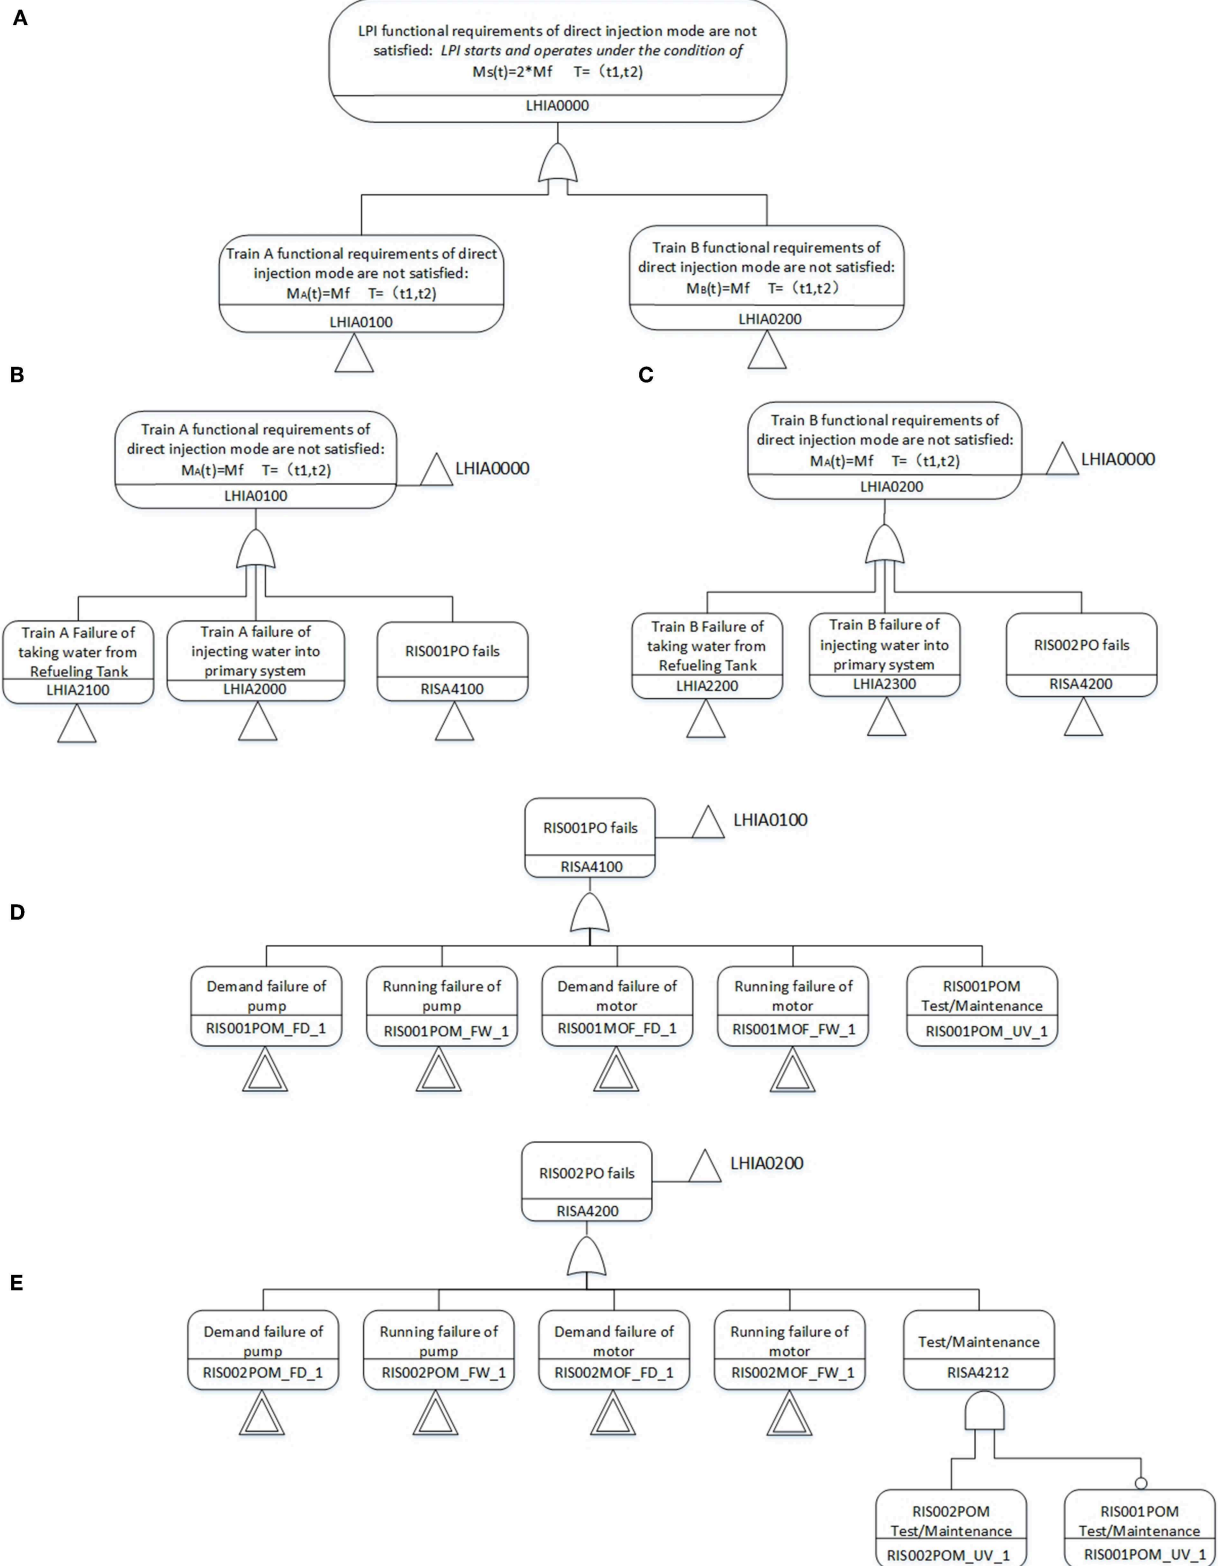 A
LPI functional requirements of direct injection mode are not
satisfied: LPI starts and operates under the condition of
Ms(t)=2*Mf T=（t1,t2)
LHIA0000
Train A functional requirements of direct
injection mode are not satisfied:
MA(t)=Mf T=（t1,t2)
LHIA0100
Train B functional requirements of
direct injection mode are not satisfied:
MB(t)=Mf T=（t1,t2）
LHIA0200
B
Train A functional requirements of
direct injection mode are not satisfied:
MA(t)=Mf T=（t1,t2)
LHIA0100
LHIA0000
Train A Failure of
taking water from
Refueling Tank
LHIA2100
Train A failure of
injecting water into
primary system
LHIA2000
RIS001PO fails
RISA4100
C
Train B functional requirements of
direct injection mode are not satisfied:
MA(t)=Mf T=（t1,t2)
LHIA0200
LHIA0000
Train B Failure of
taking water from
Refueling Tank
LHIA2200
Train B failure of
injecting water into
primary system
LHIA2300
RIS002PO fails
RISA4200
D
RIS001PO fails
RISA4100
LHIA0100
Demand failure of
pump
RIS001POM_FD_1
Running failure of
pump
RIS001POM_FW_1
Demand failure of
motor
RIS001MOF_FD_1
Running failure of
motor
RIS001MOF_FW_1
RIS001POM
Test/Maintenance
RIS001POM_UV_1
E
RIS002PO fails
RISA4200
LHIA0200
Demand failure of
pump
RIS002POM_FD_1
Running failure of
pump
RIS002POM_FW_1
Demand failure of
motor
RIS002MOF_FD_1
Running failure of
motor
RIS002MOF_FW_1
Test/Maintenance
RISA4212
RIS002POM
Test/Maintenance
RIS002POM_UV_1
RIS001POM
Test/Maintenance
RIS001POM_UV_1